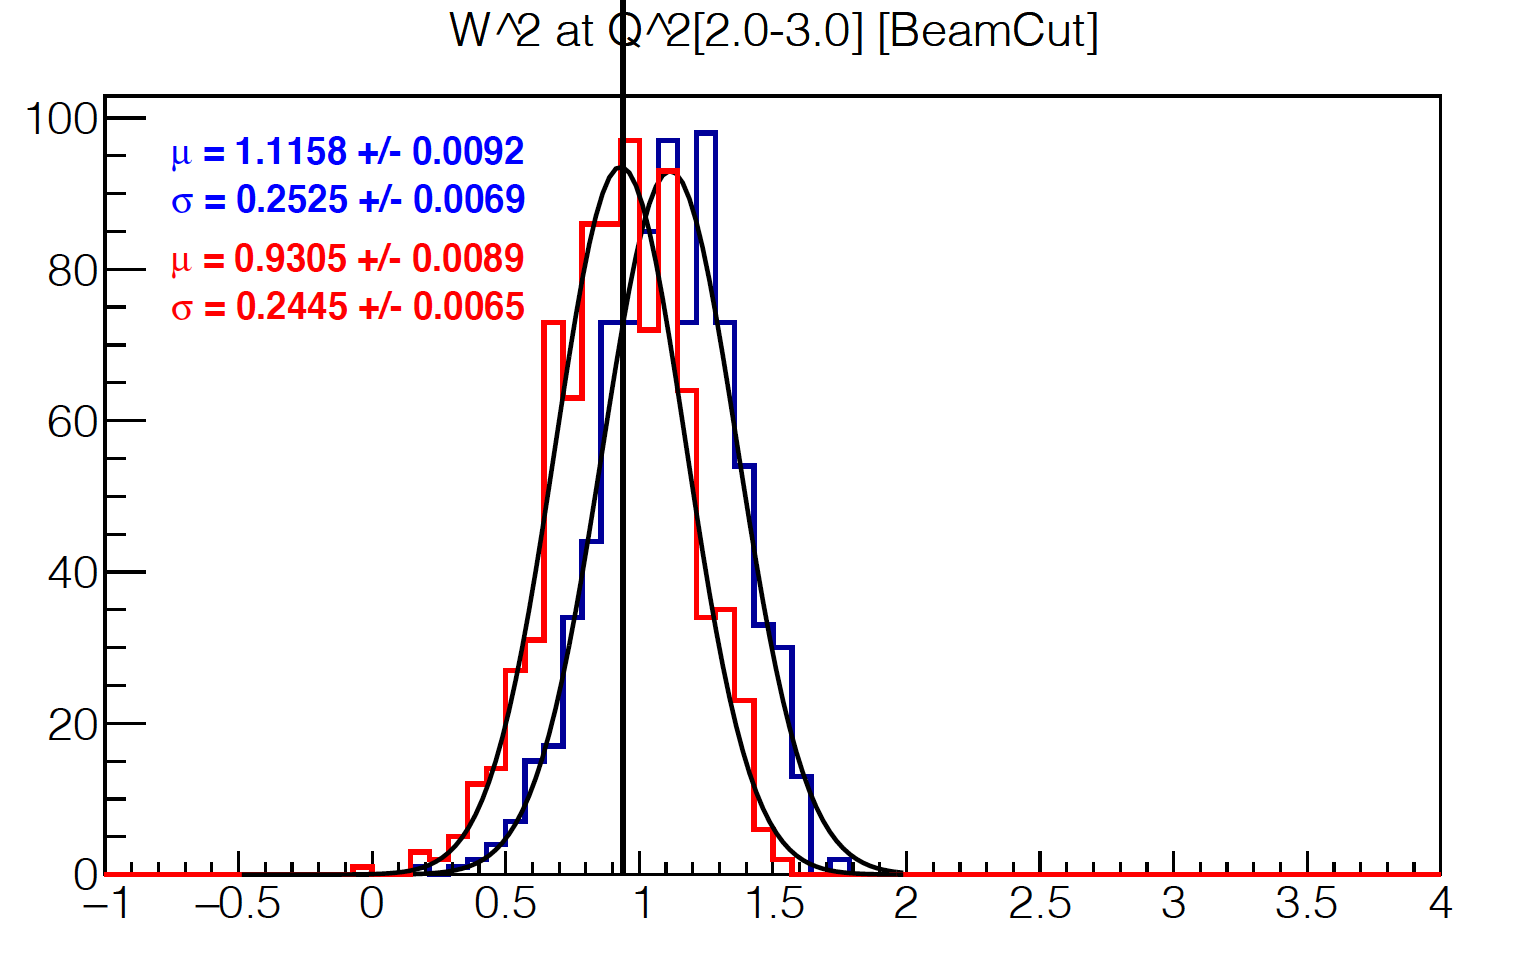 W^2 at Q^2[2.0-3.0] [BeamCut]
100
μ = 1.1158 +/- 0.0092
σ = 0.2525 +/- 0.0069
μ = 0.9305 +/- 0.0089
80
σ = 0.2445 +/- 0.0065
60
40
20
0
−1 −0.5 0 0.5 1 1.5 2 2.5 3 3.5 4